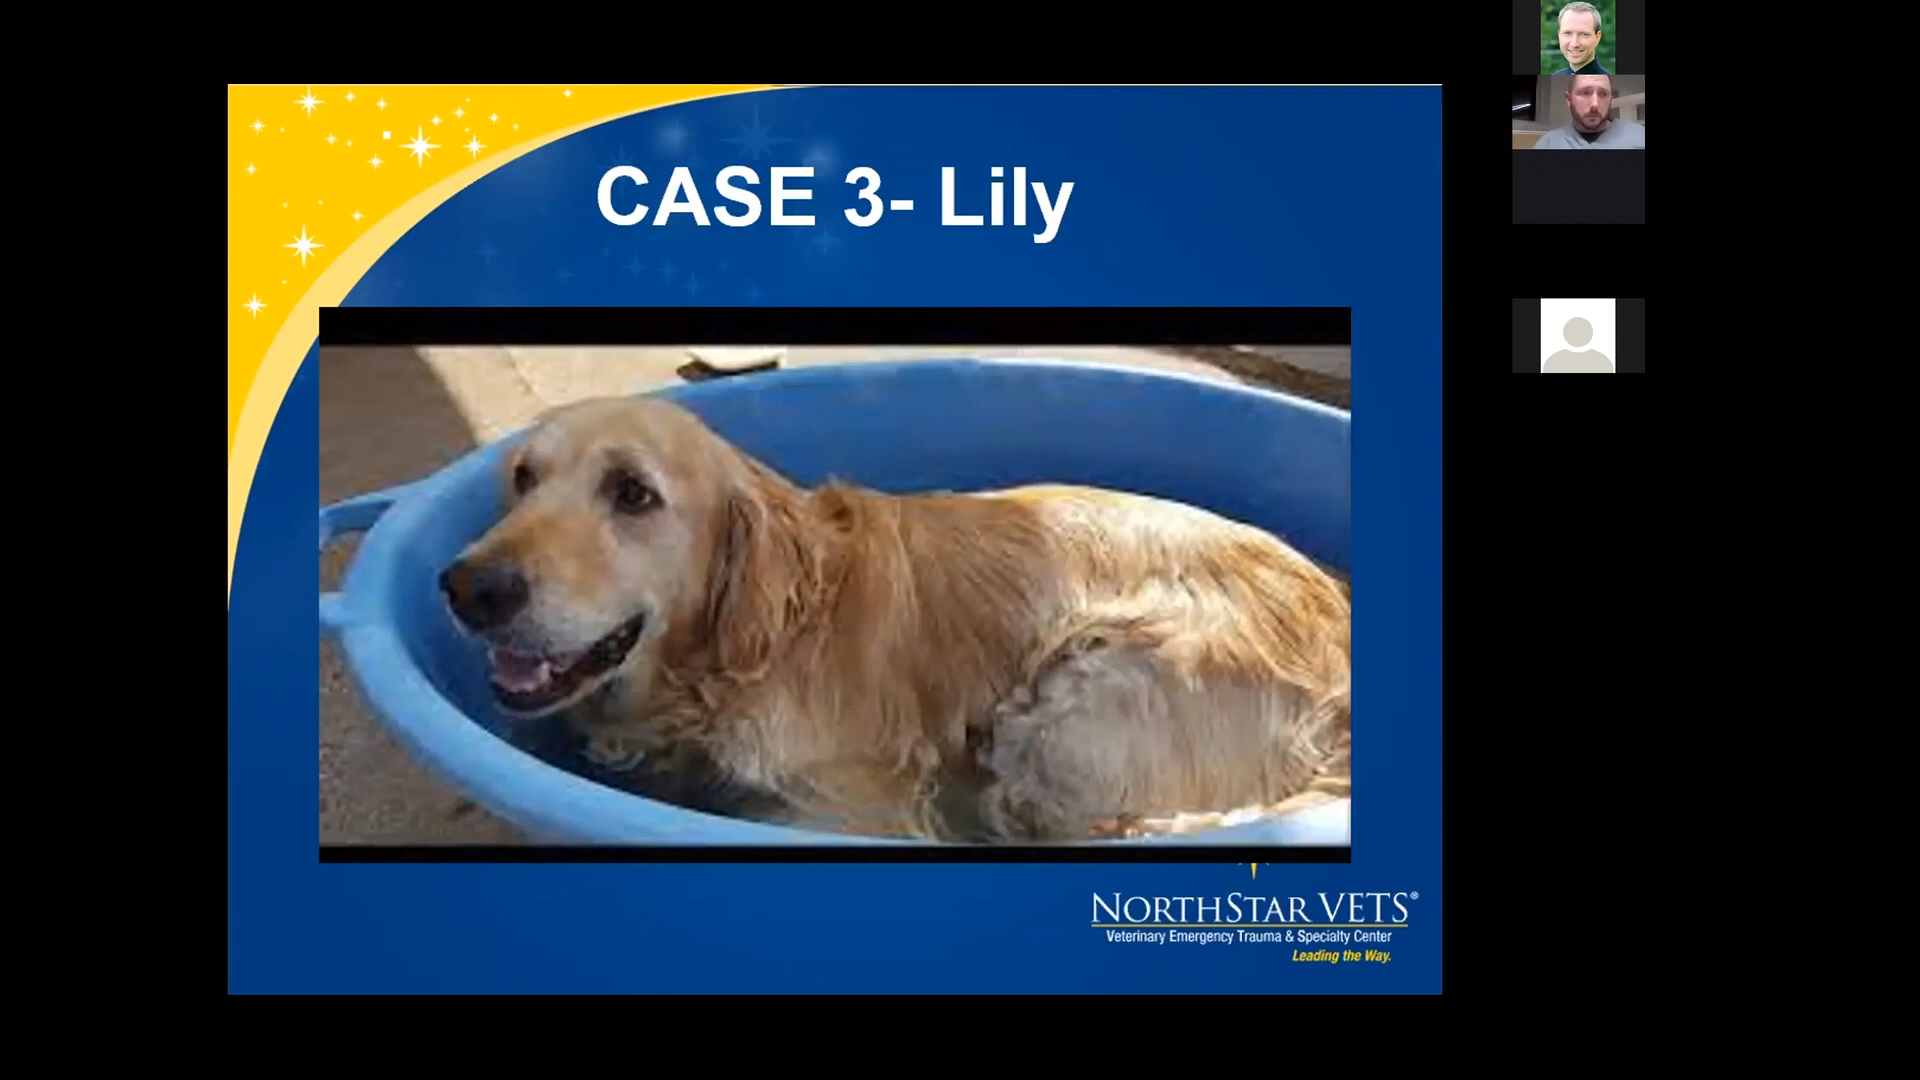 CASE 3- Lily
NORTHSTAR VETS®
Veterinary Emergency Trauma & Specialty Center
Leading the Way.